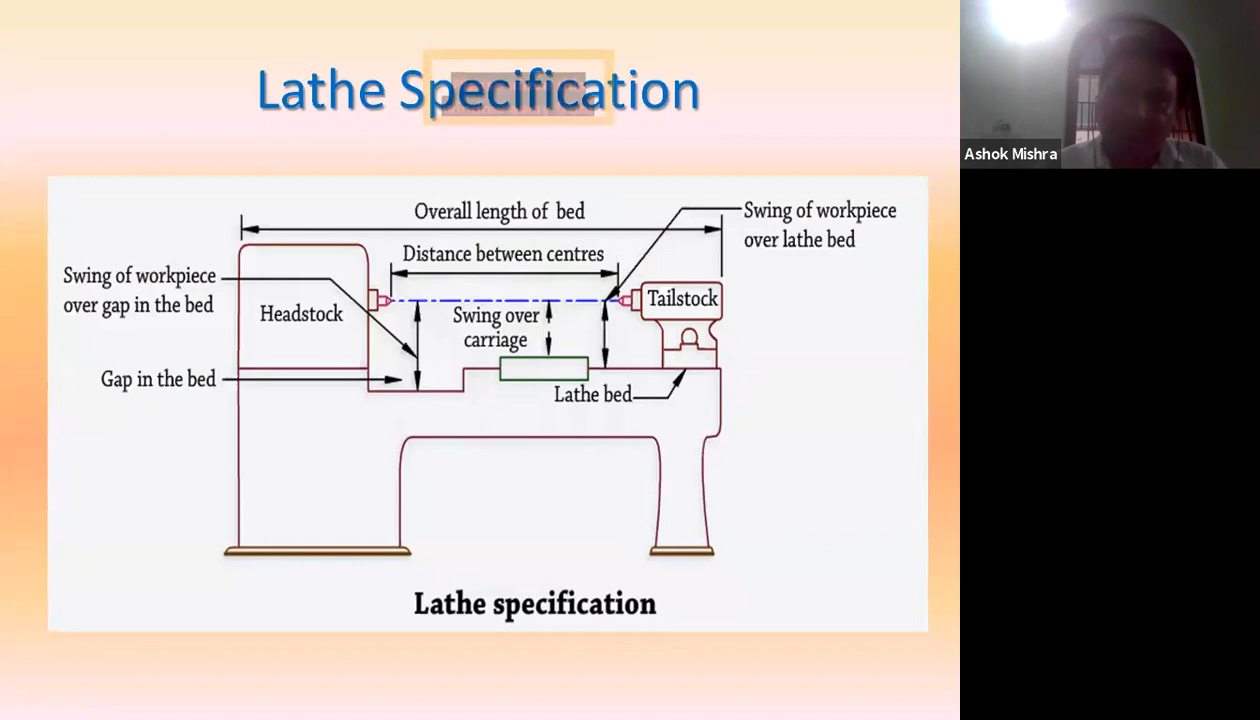 Lathe Specification
Ashok Mishra
Overall length of bed
Swing of workpiece
over lathe bed
Distance between centres
Swing of workpiece
over gap in the bed
Headstock
Tailstock
Swing over
carriage
Gap in the bed
Lathe bed
Lathe specification